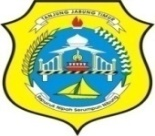 TANJUNG JABUNG TIMUR
Sepucuk Nipah Serumpun Nibung